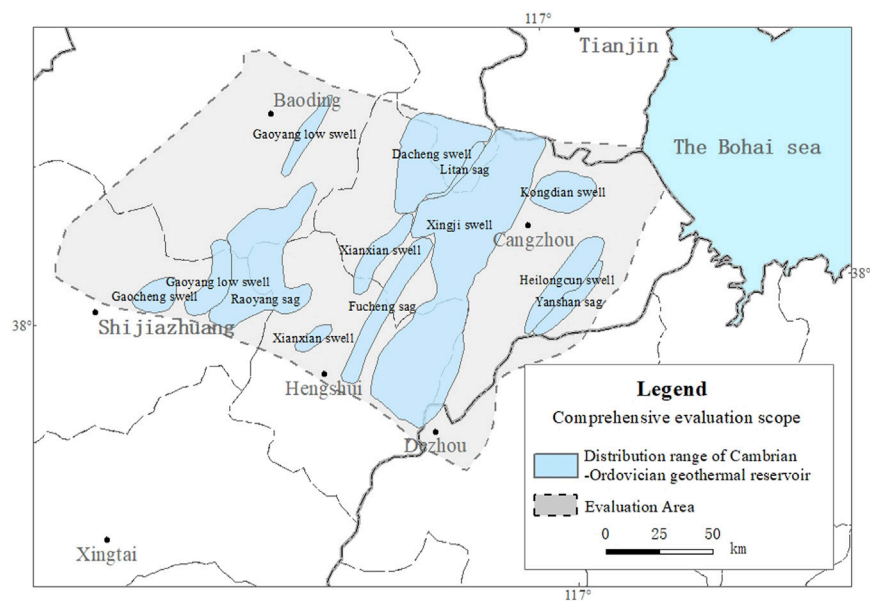 117°
Tianjin
Baoding
Gaoyang low swell
The Bohai sea
Dacheng swell
Litan sag
Kongdian swell
Xingji swell
Cangzhou
Xianxian swell
38°
Gaoyang low swell
Heilongcun swell
Gaocheng swell
Raoyang sag
Yanshan sag
Fucheng sag
38°
Shijiazhuang
Xianxian swell
Hengshui
Dezhou
Legend
Comprehensive evaluation scope
Distribution range of Cambrian
-Ordovician geothermal reservoir
Evaluation Area
0 25 50
km
Xingtai
117°